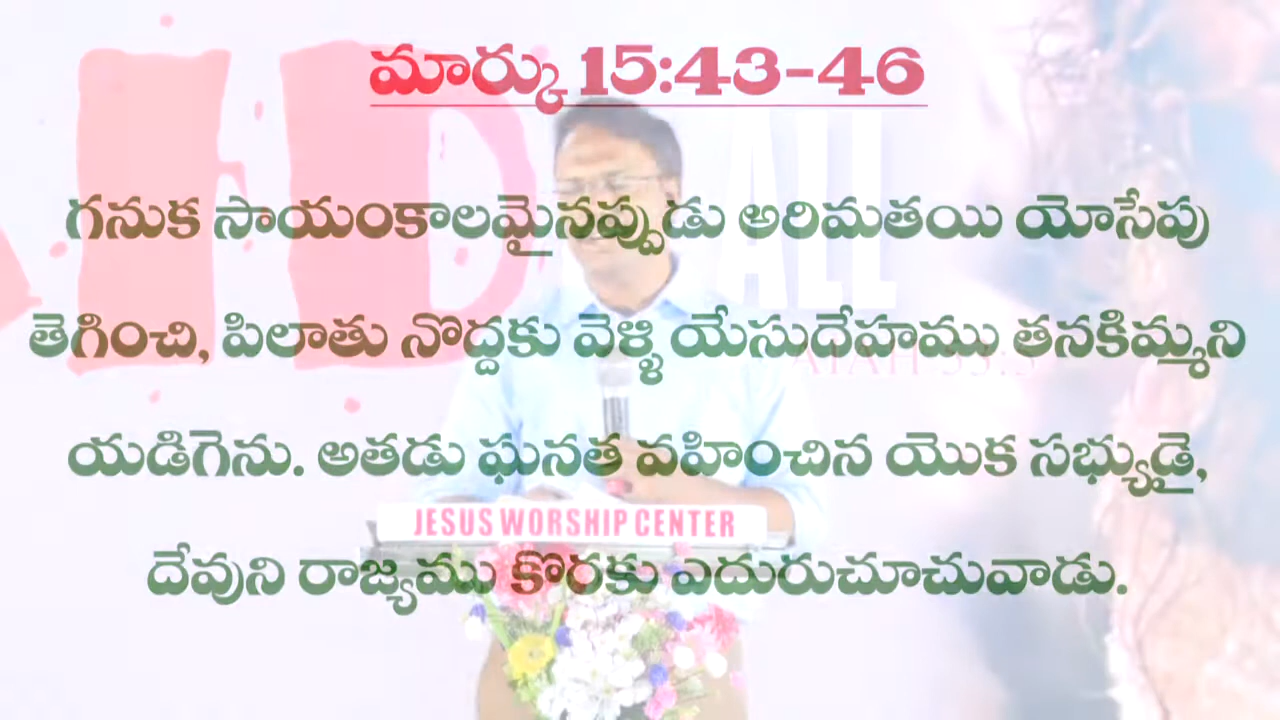 మార్కు 15:43-46
ALL
గనుక సాయంకాలమైనప్పుడు అరిమతయి యోసేపు
తెగించి, పిలాతు నొద్దకు వెళ్ళి యేసుదేహము తనకిమ్మని
యడిగెను. అతడు ఘనత వహించిన యొక సభ్యుడై,
JESUS WORSHIP CENTER
దేవుని రాజ్యము కొరకు ఎదురుచూచువాడు.